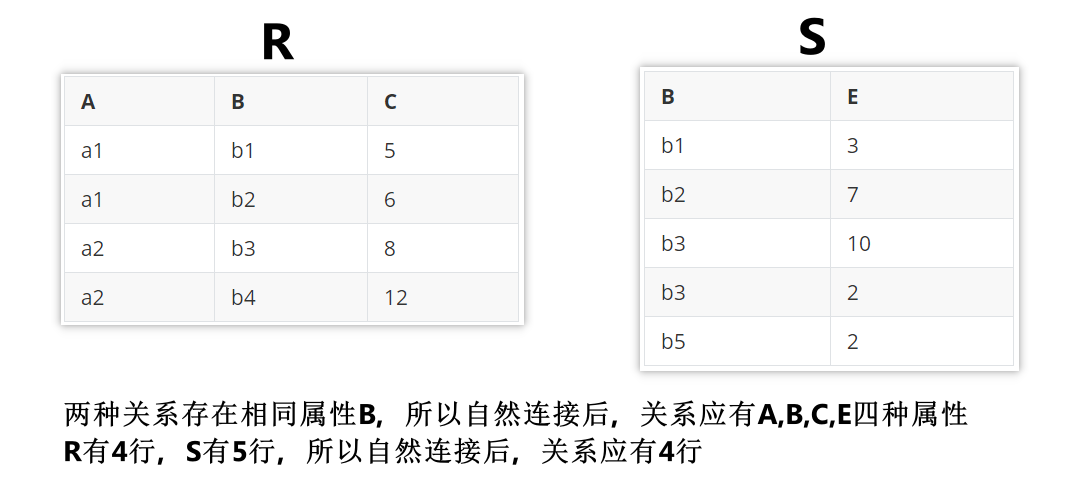 R
A B C
a1 b1 5
a1 b2 6
a2 b3 8
a2 b4 12
S
B E
b1 3
b2 7
b3 10
b3 2
b5 2
两种关系存在相同属性B, 所以自然连接后, 关系应有A,B,C,E四种属性
R有4行, S有5行, 所以自然连接后, 关系应有4行